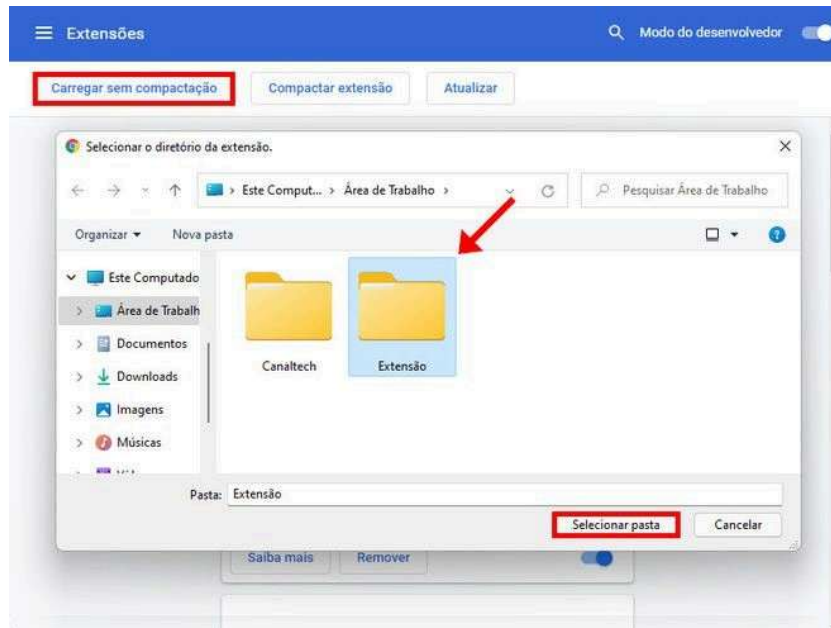 Extensões
Modo do desenvolvedor
Carregar sem compactação
Compactar extensão
Atualizar
Selecionar o diretório da extensão.
Este Comput... > Área de Trabalho >
Pesquisar Área de Trabalho
Organizar
Nova pasta
Este Computado
Área de Trabalh
Documentos
Downloads
Imagens
Músicas
Canaltech
Extensão
Pasta: Extensão
Selecionar pasta
Cancelar
Saiba mais
Remover